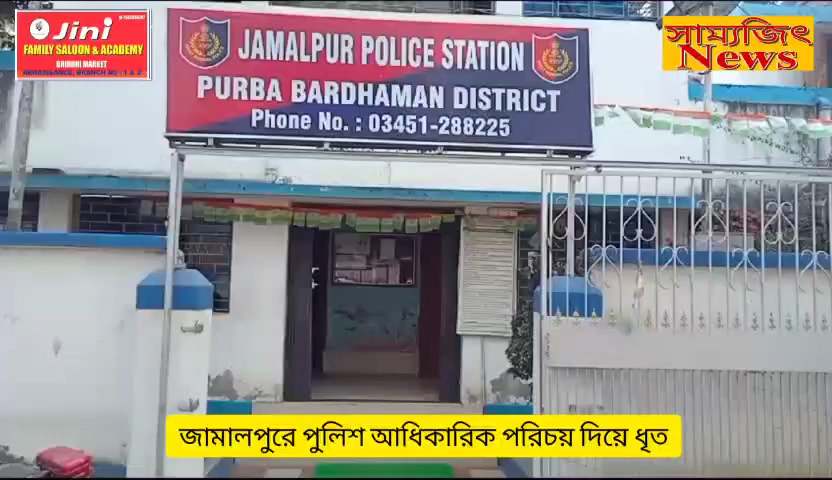 Jini
FAMILY SALOON & ACADEMY
JAMALPUR POLICE STATION
PURBA BARDHAMAN DISTRICT
Phone No. : 03451-288225
সাম্যজিৎ
News
জামালপুরে পুলিশ আধিকারিক পরিচয় দিয়ে ধৃত